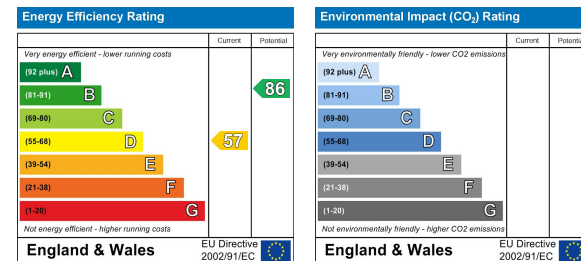 Energy Efficiency Rating
Current Potential
Very energy efficient - lower running costs
(92 plus) A
(81-91) B
86
(69-80) C
(55-68) D
57
(39-54) E
(21-38) F
(1-20) G
Not energy efficient - higher running costs
England & Wales
EU Directive
2002/91/EC
Environmental Impact (CO₂) Rating
Current Potential
Very environmentally friendly - lower CO2 emissions
(92 plus) A
(81-91) B
(69-80) C
(55-68) D
(39-54) E
(21-38) F
(1-20) G
Not environmentally friendly - higher CO2 emissions
England & Wales
EU Directive
2002/91/EC